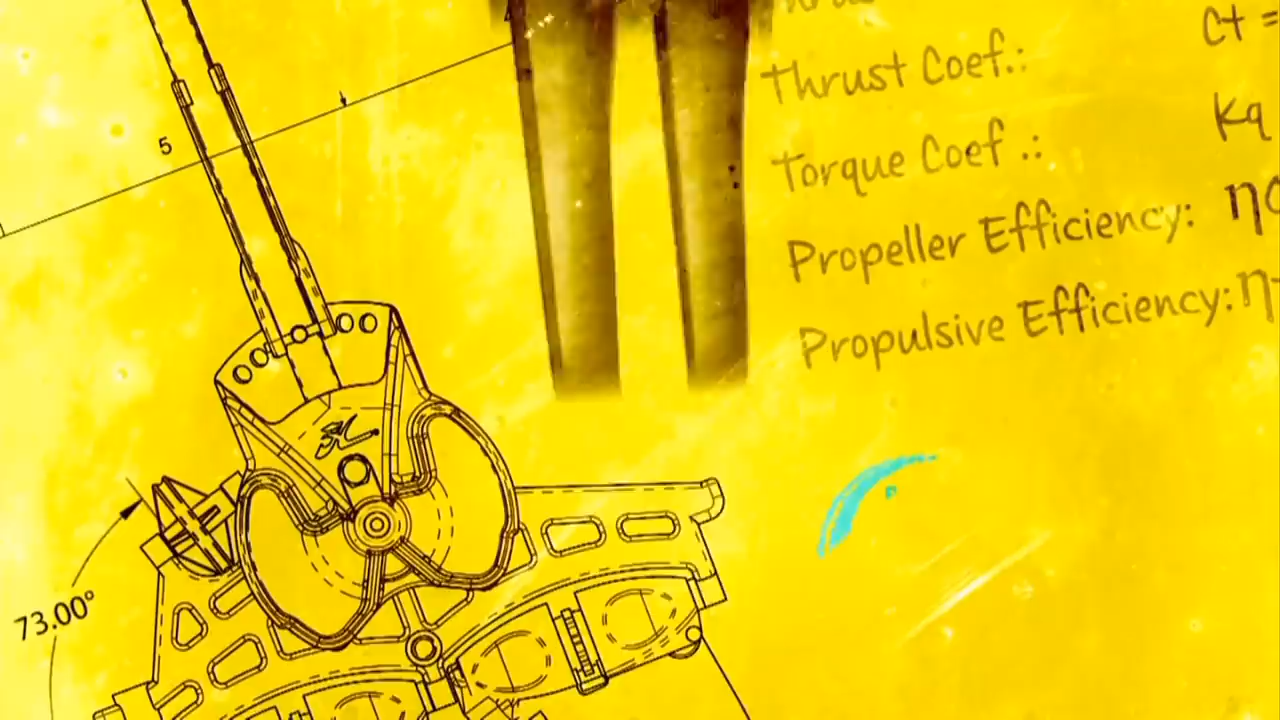 Thrust Coef.: Ct =
Torque Coef .: Kq
Propeller Efficiency:
Propulsive Efficiency:
5
73.00°